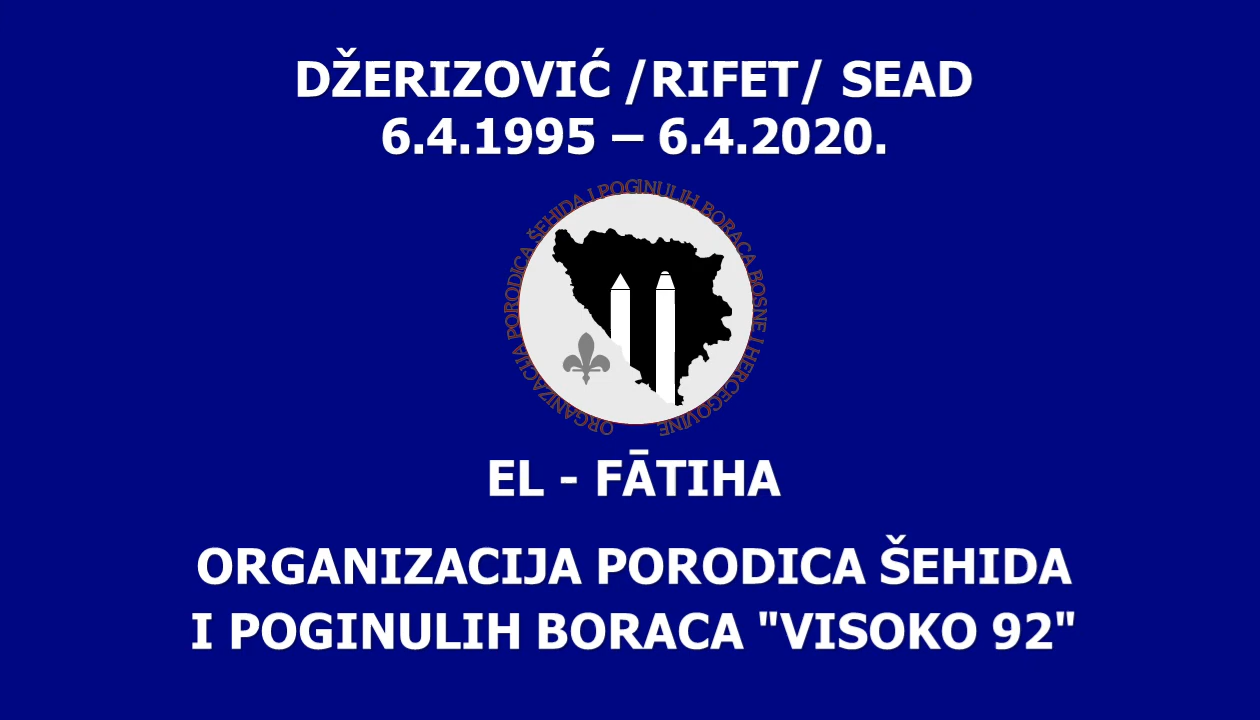 DŽERIZOVIĆ /RIFET/ SEAD
6.4.1995 – 6.4.2020.
ORGANIZACIJA PORODICA ŠEHIDA I POGINULIH BORACA BOSNE I HERCEGOVINE
EL - FĀTIHA
ORGANIZACIJA PORODICA ŠEHIDA
I POGINULIH BORACA "VISOKO 92"